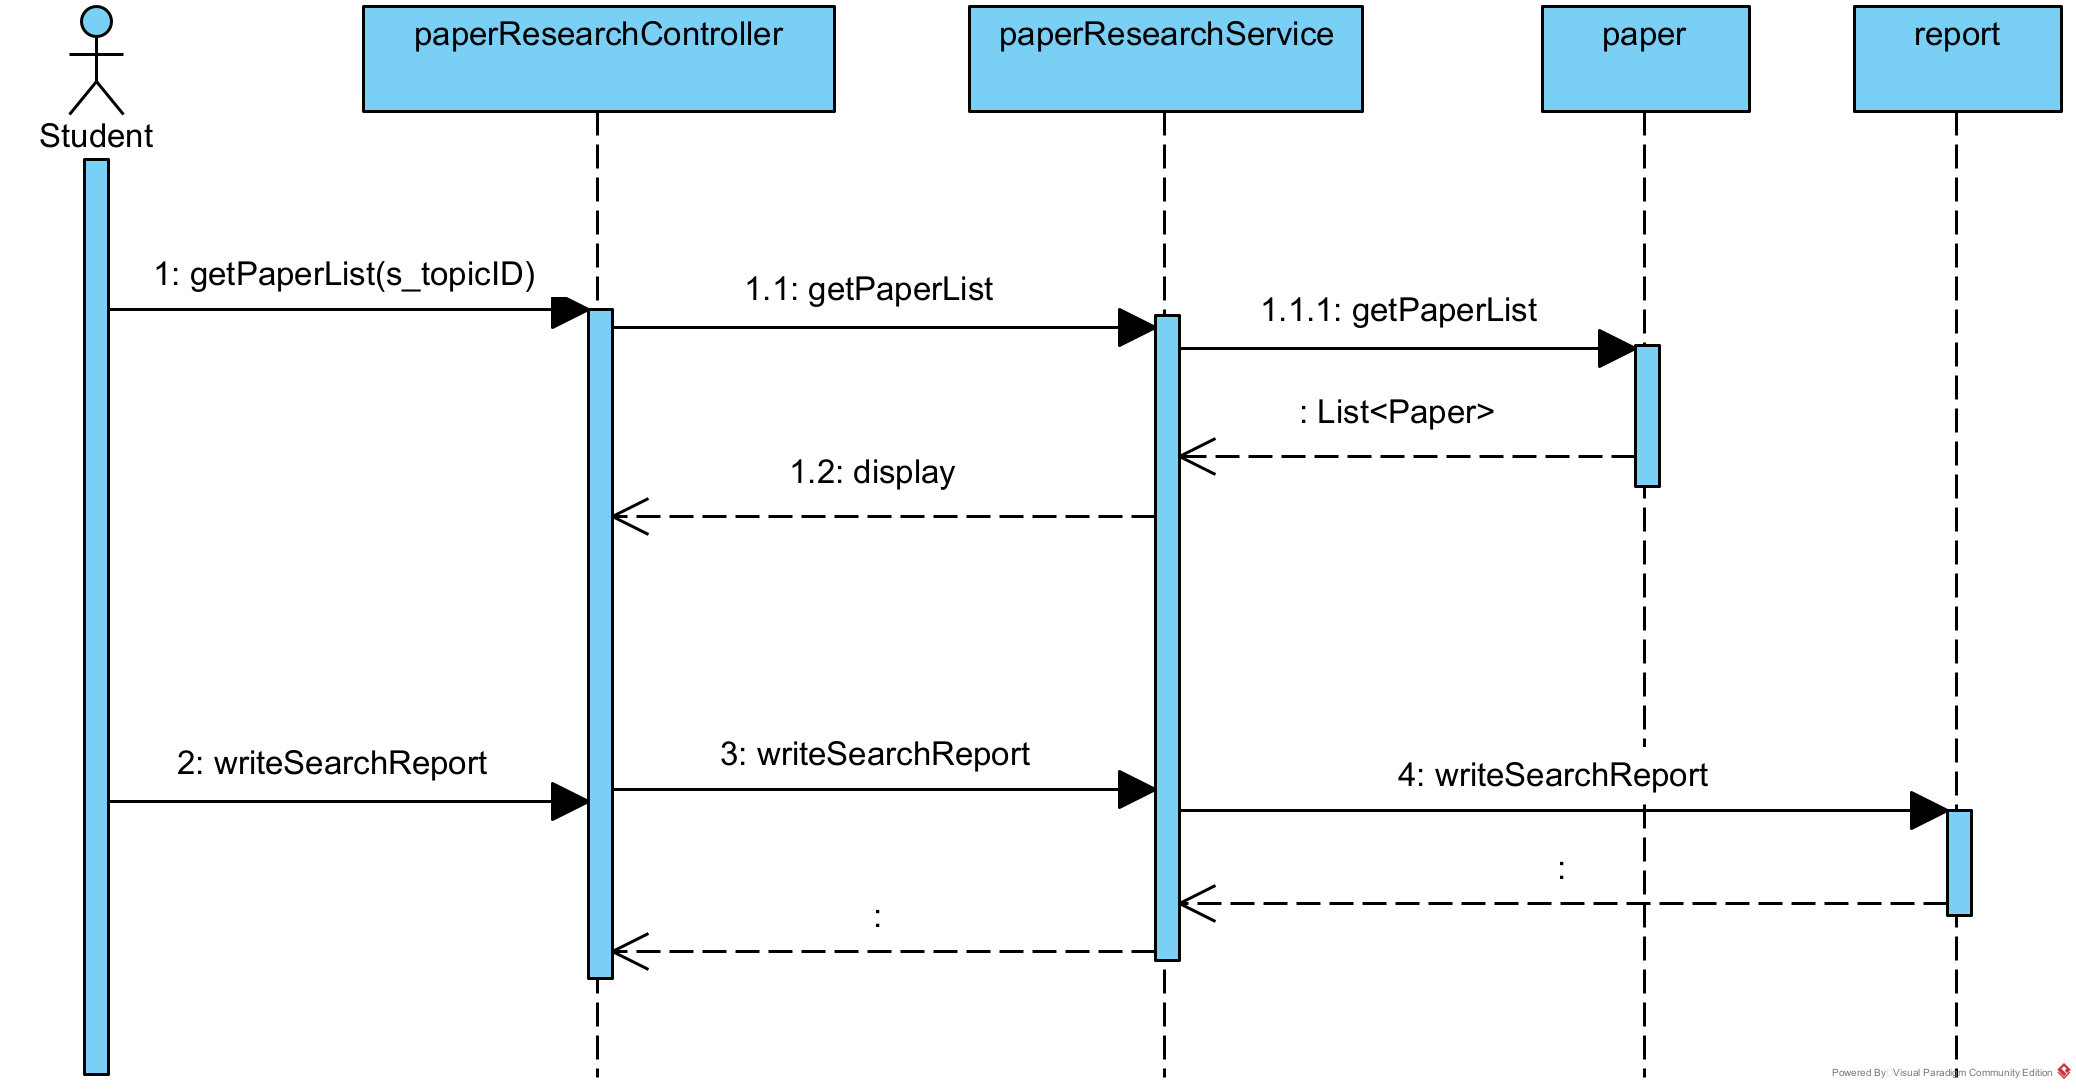 paperResearchController
paperResearchService
paper
report
Student
1: getPaperList(s_topicID)
1.1: getPaperList
1.1.1: getPaperList
: List<Paper>
1.2: display
2: writeSearchReport
3: writeSearchReport
4: writeSearchReport
:
:
Powered By Visual Paradigm Community Edition